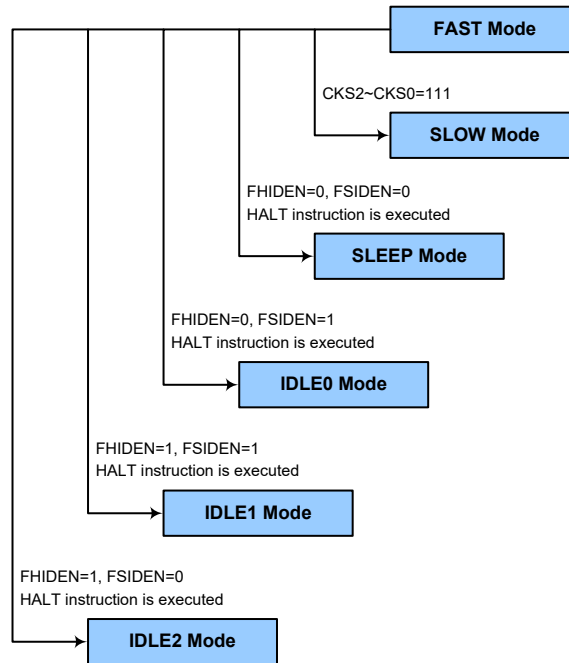 FAST Mode
CKS2~CKS0=111
SLOW Mode
FHIDEN=0, FSIDEN=0
HALT instruction is executed
SLEEP Mode
FHIDEN=0, FSIDEN=1
HALT instruction is executed
IDLE0 Mode
FHIDEN=1, FSIDEN=1
HALT instruction is executed
IDLE1 Mode
FHIDEN=1, FSIDEN=0
HALT instruction is executed
IDLE2 Mode